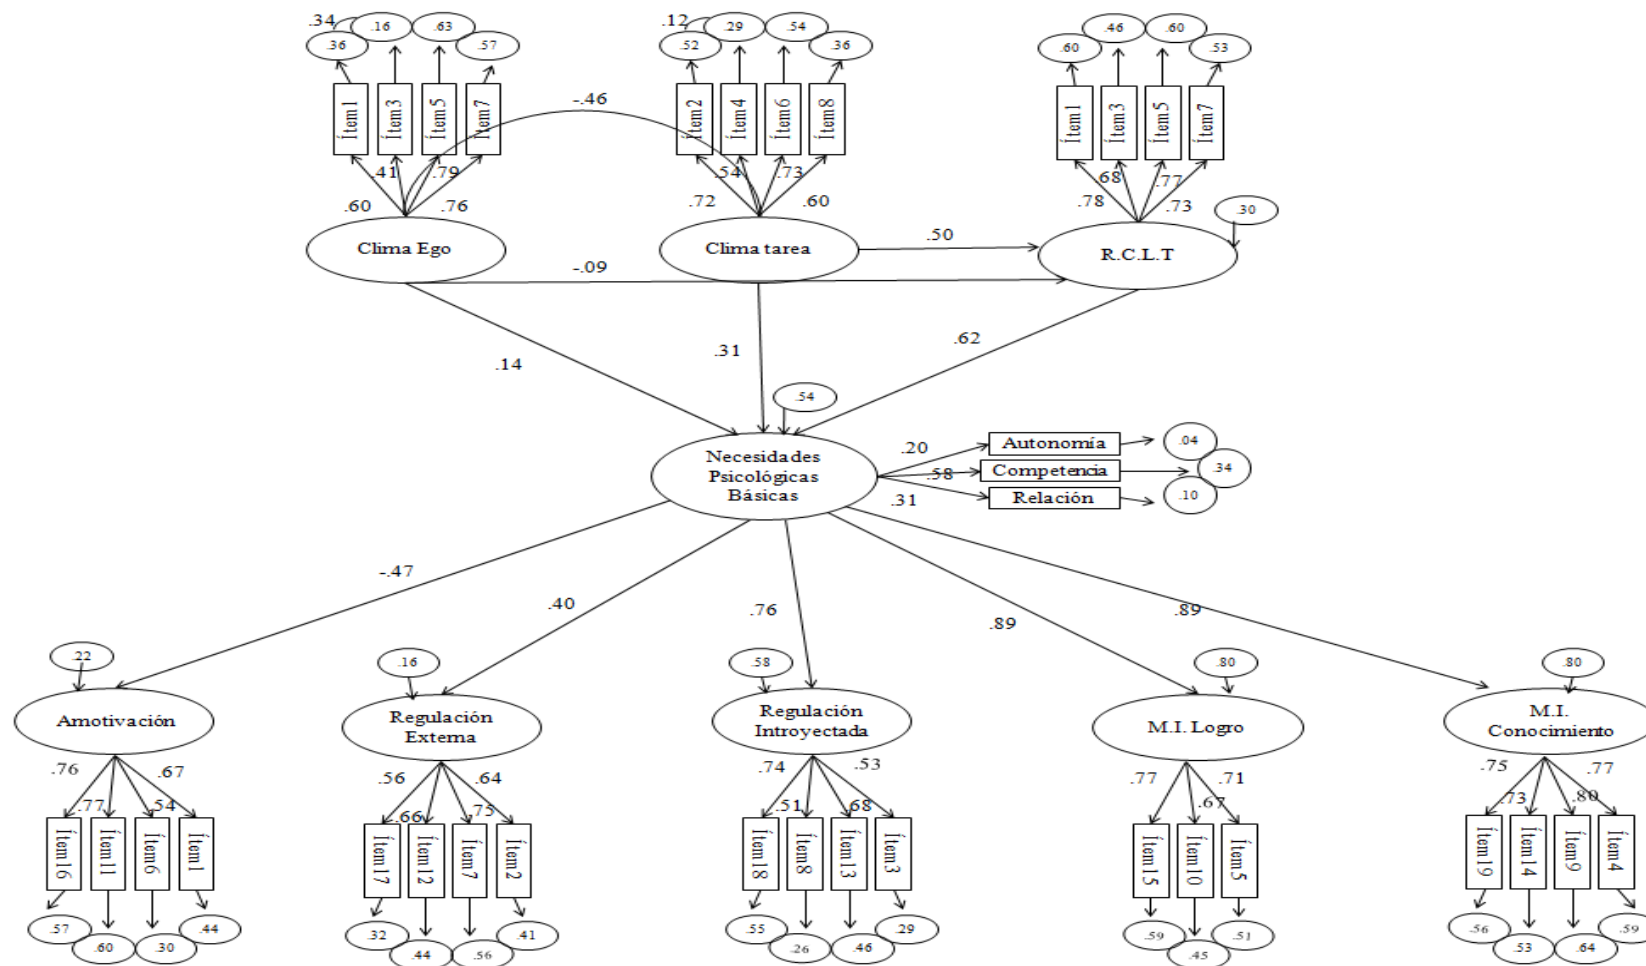 .34 .16 .63 .12 .29 .54 .46 .60
.36 .57 .52 .36 .60 .53
Ítem1 Ítem3 Ítem5 Ítem7 Ítem2 Ítem4 Ítem6 Ítem8 Ítem1 Ítem3 Ítem5 Ítem7
-.46
.41 .79 .54 .73 .68 .77
.60 .76 .72 .60 .78 .73 .30
Clima Ego Clima tarea .50 R.C.L.T
-.09
.14 .31 .62
.54
Necesidades
Psicológicas
Básicas
.20 Autonomía .04
.58 Competencia .34
.31 Relación .10
-.47 .40 .76 .89 .89
.22 .16 .58 .80 .80
Amotivación
Regulación
Externa
Regulación
Introyectada
M.I. Logro
M.I.
Conocimiento
.76 .67 .56 .64 .74 .53 .77 .71 .75 .77
.77 .54 .66 .75 .51 .68 .67 .73 .80
Ítem16 Ítem11 Ítem6 Ítem1 Ítem17 Ítem12 Ítem7 Ítem2 Ítem18 Ítem8 Ítem13 Ítem3 Ítem15 Ítem10 Ítem5 Ítem19 Ítem14 Ítem9 Ítem4
.57 .44 .32 .41 .55 .29 .59 .51 .56 .59
.60 .30 .44 .56 .26 .46 .45 .53 .64